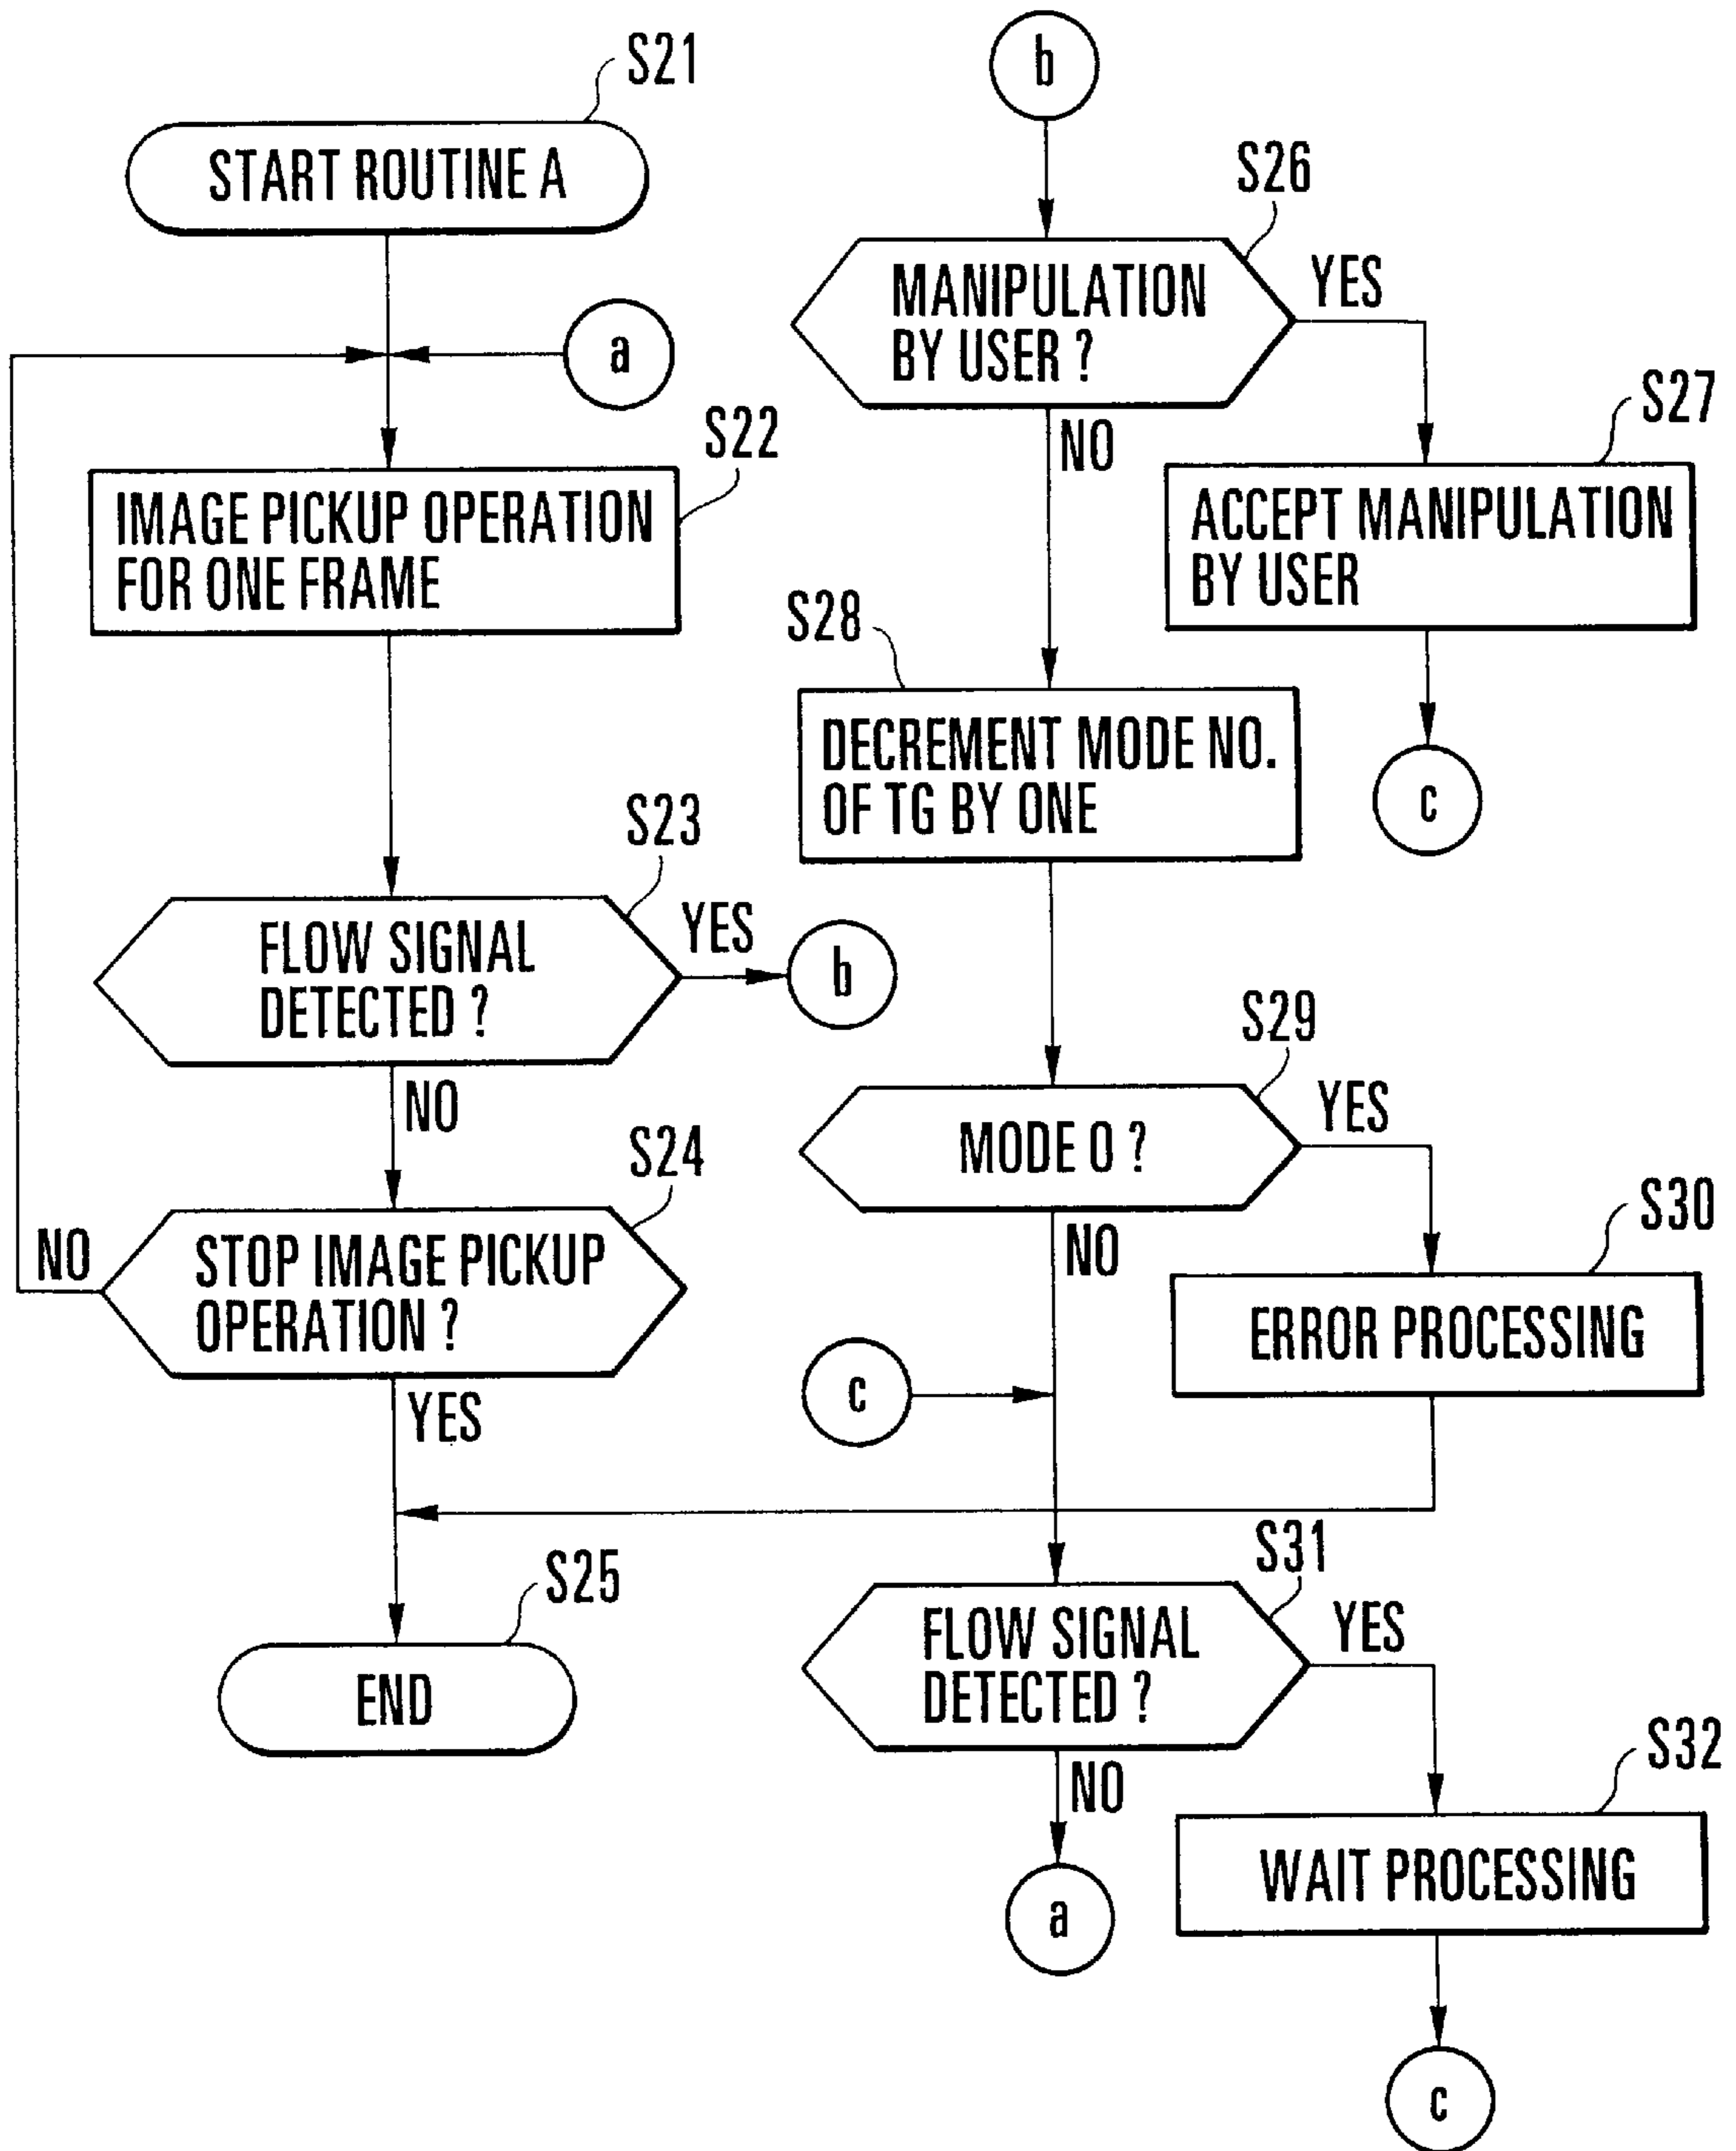 S21
START ROUTINE A
a
S22
IMAGE PICKUP OPERATION
FOR ONE FRAME
S23
FLOW SIGNAL
DETECTED ?
YES
b
NO
S24
STOP IMAGE PICKUP
OPERATION ?
NO
YES
S25
END
b
S26
MANIPULATION
BY USER ?
YES
NO
S27
ACCEPT MANIPULATION
BY USER
c
S28
DECREMENT MODE NO.
OF TG BY ONE
S29
MODE 0 ?
YES
NO
S30
ERROR PROCESSING
c
S31
FLOW SIGNAL
DETECTED ?
YES
NO
a
S32
WAIT PROCESSING
c